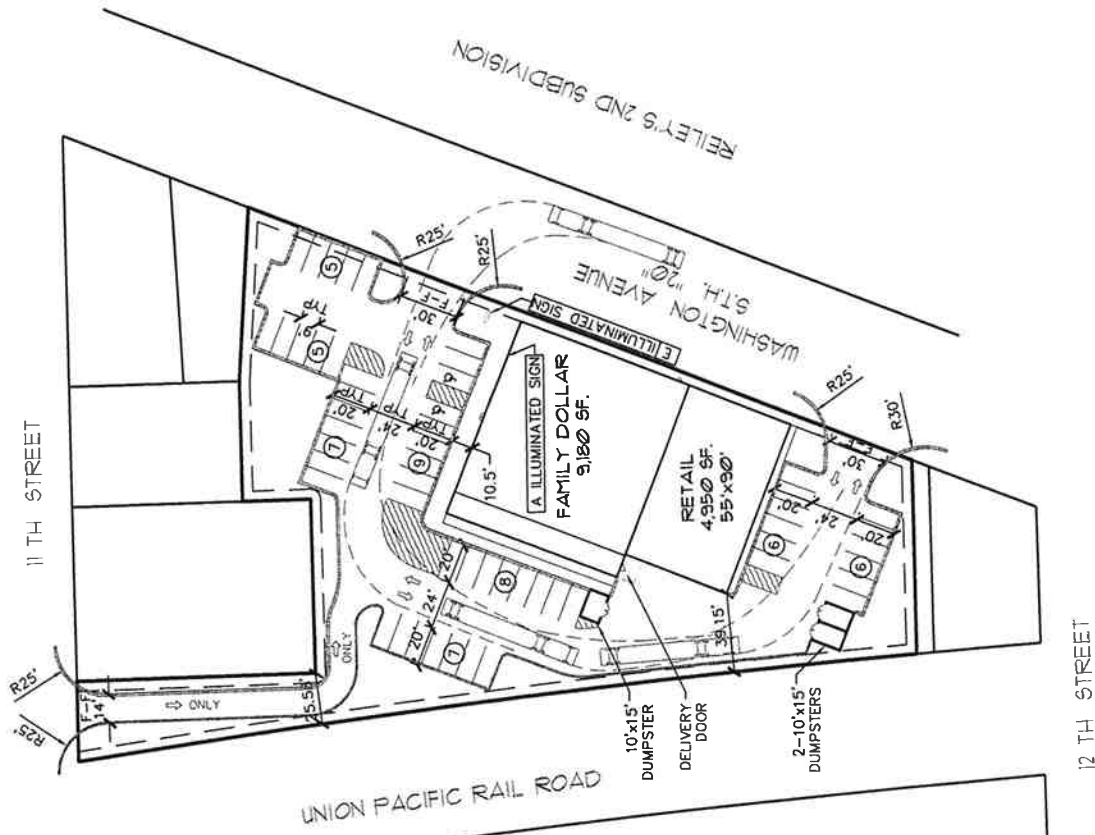 REILEY'S 2ND SUBDIVISION
11 TH STREET
WASHINGTON AVENUE
S.T.H. "20"
R25'
R25'
5
9'
TYP
5
30'
F-F
E ILLUMINATED SIGN
A ILLUMINATED SIGN
FAMILY DOLLAR
9,180 SF.
7
20'
TYP
24'
TYP
20'
TYP
9'
9
10.5'
RETAIL
4,950 SF.
55'x90'
R25'
R30'
F-F
30'
20'
24'
20'
6
6
8
20'
24'
20'
7
39.15'
R25'
R25'
F-F
14'
ONLY
25.58'
ONLY
10'x15'
DUMPSTER
DELIVERY
DOOR
2-10'x15'
DUMPSTERS
UNION PACIFIC RAIL ROAD
12 TH STREET